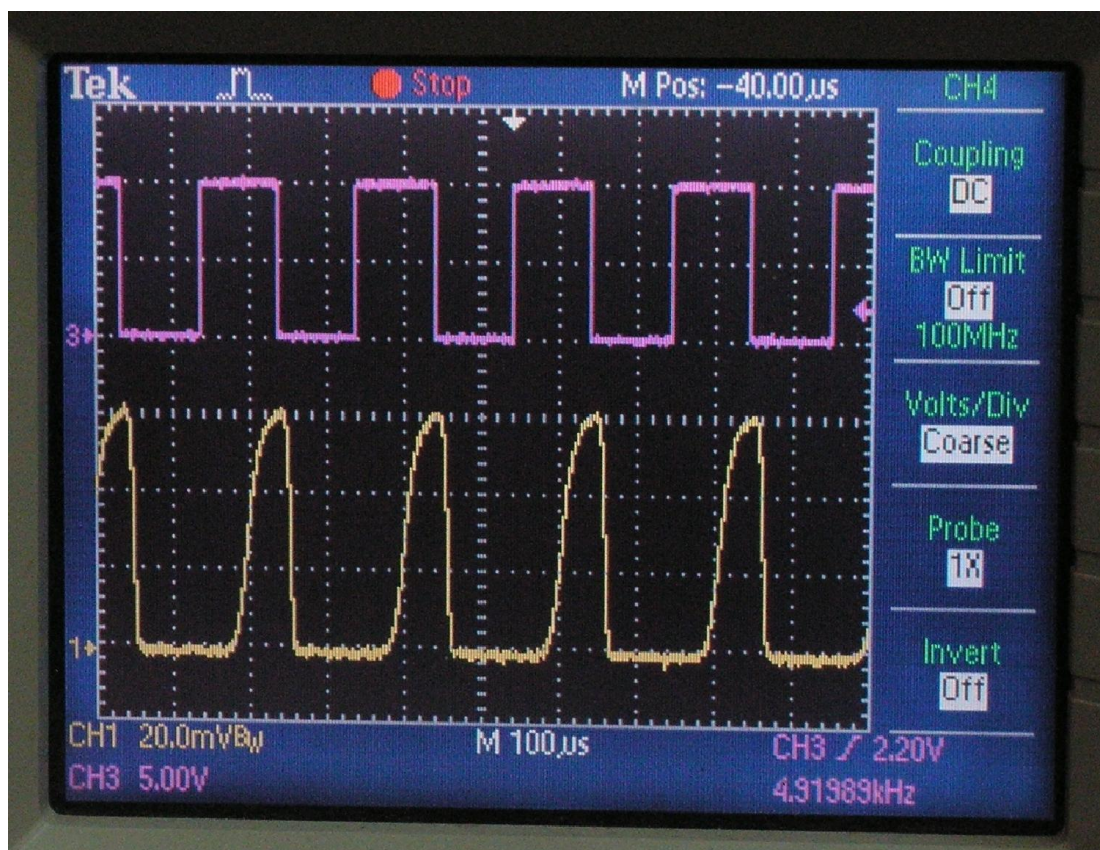 Tek Stop M Pos: -40.00µs CH4
Coupling
DC
BW Limit
Off
100MHz
3
Volts/Div
Coarse
Probe
1X
1
Invert
Off
CH1 20.0mVBW M 100µs CH3 / 2.20V
CH3 5.00V 4.91989kHz